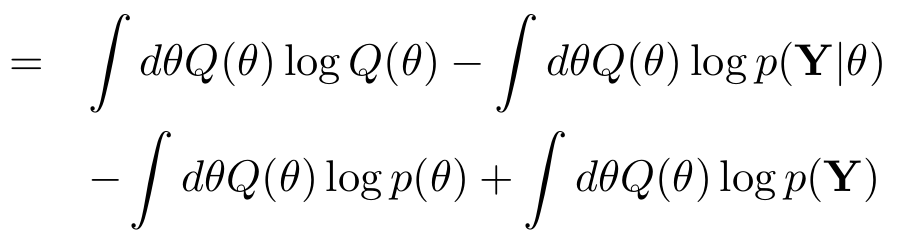 = ∫ dθQ(θ) log Q(θ) − ∫ dθQ(θ) log p(𝐘|θ)
− ∫ dθQ(θ) log p(θ) + ∫ dθQ(θ) log p(𝐘)